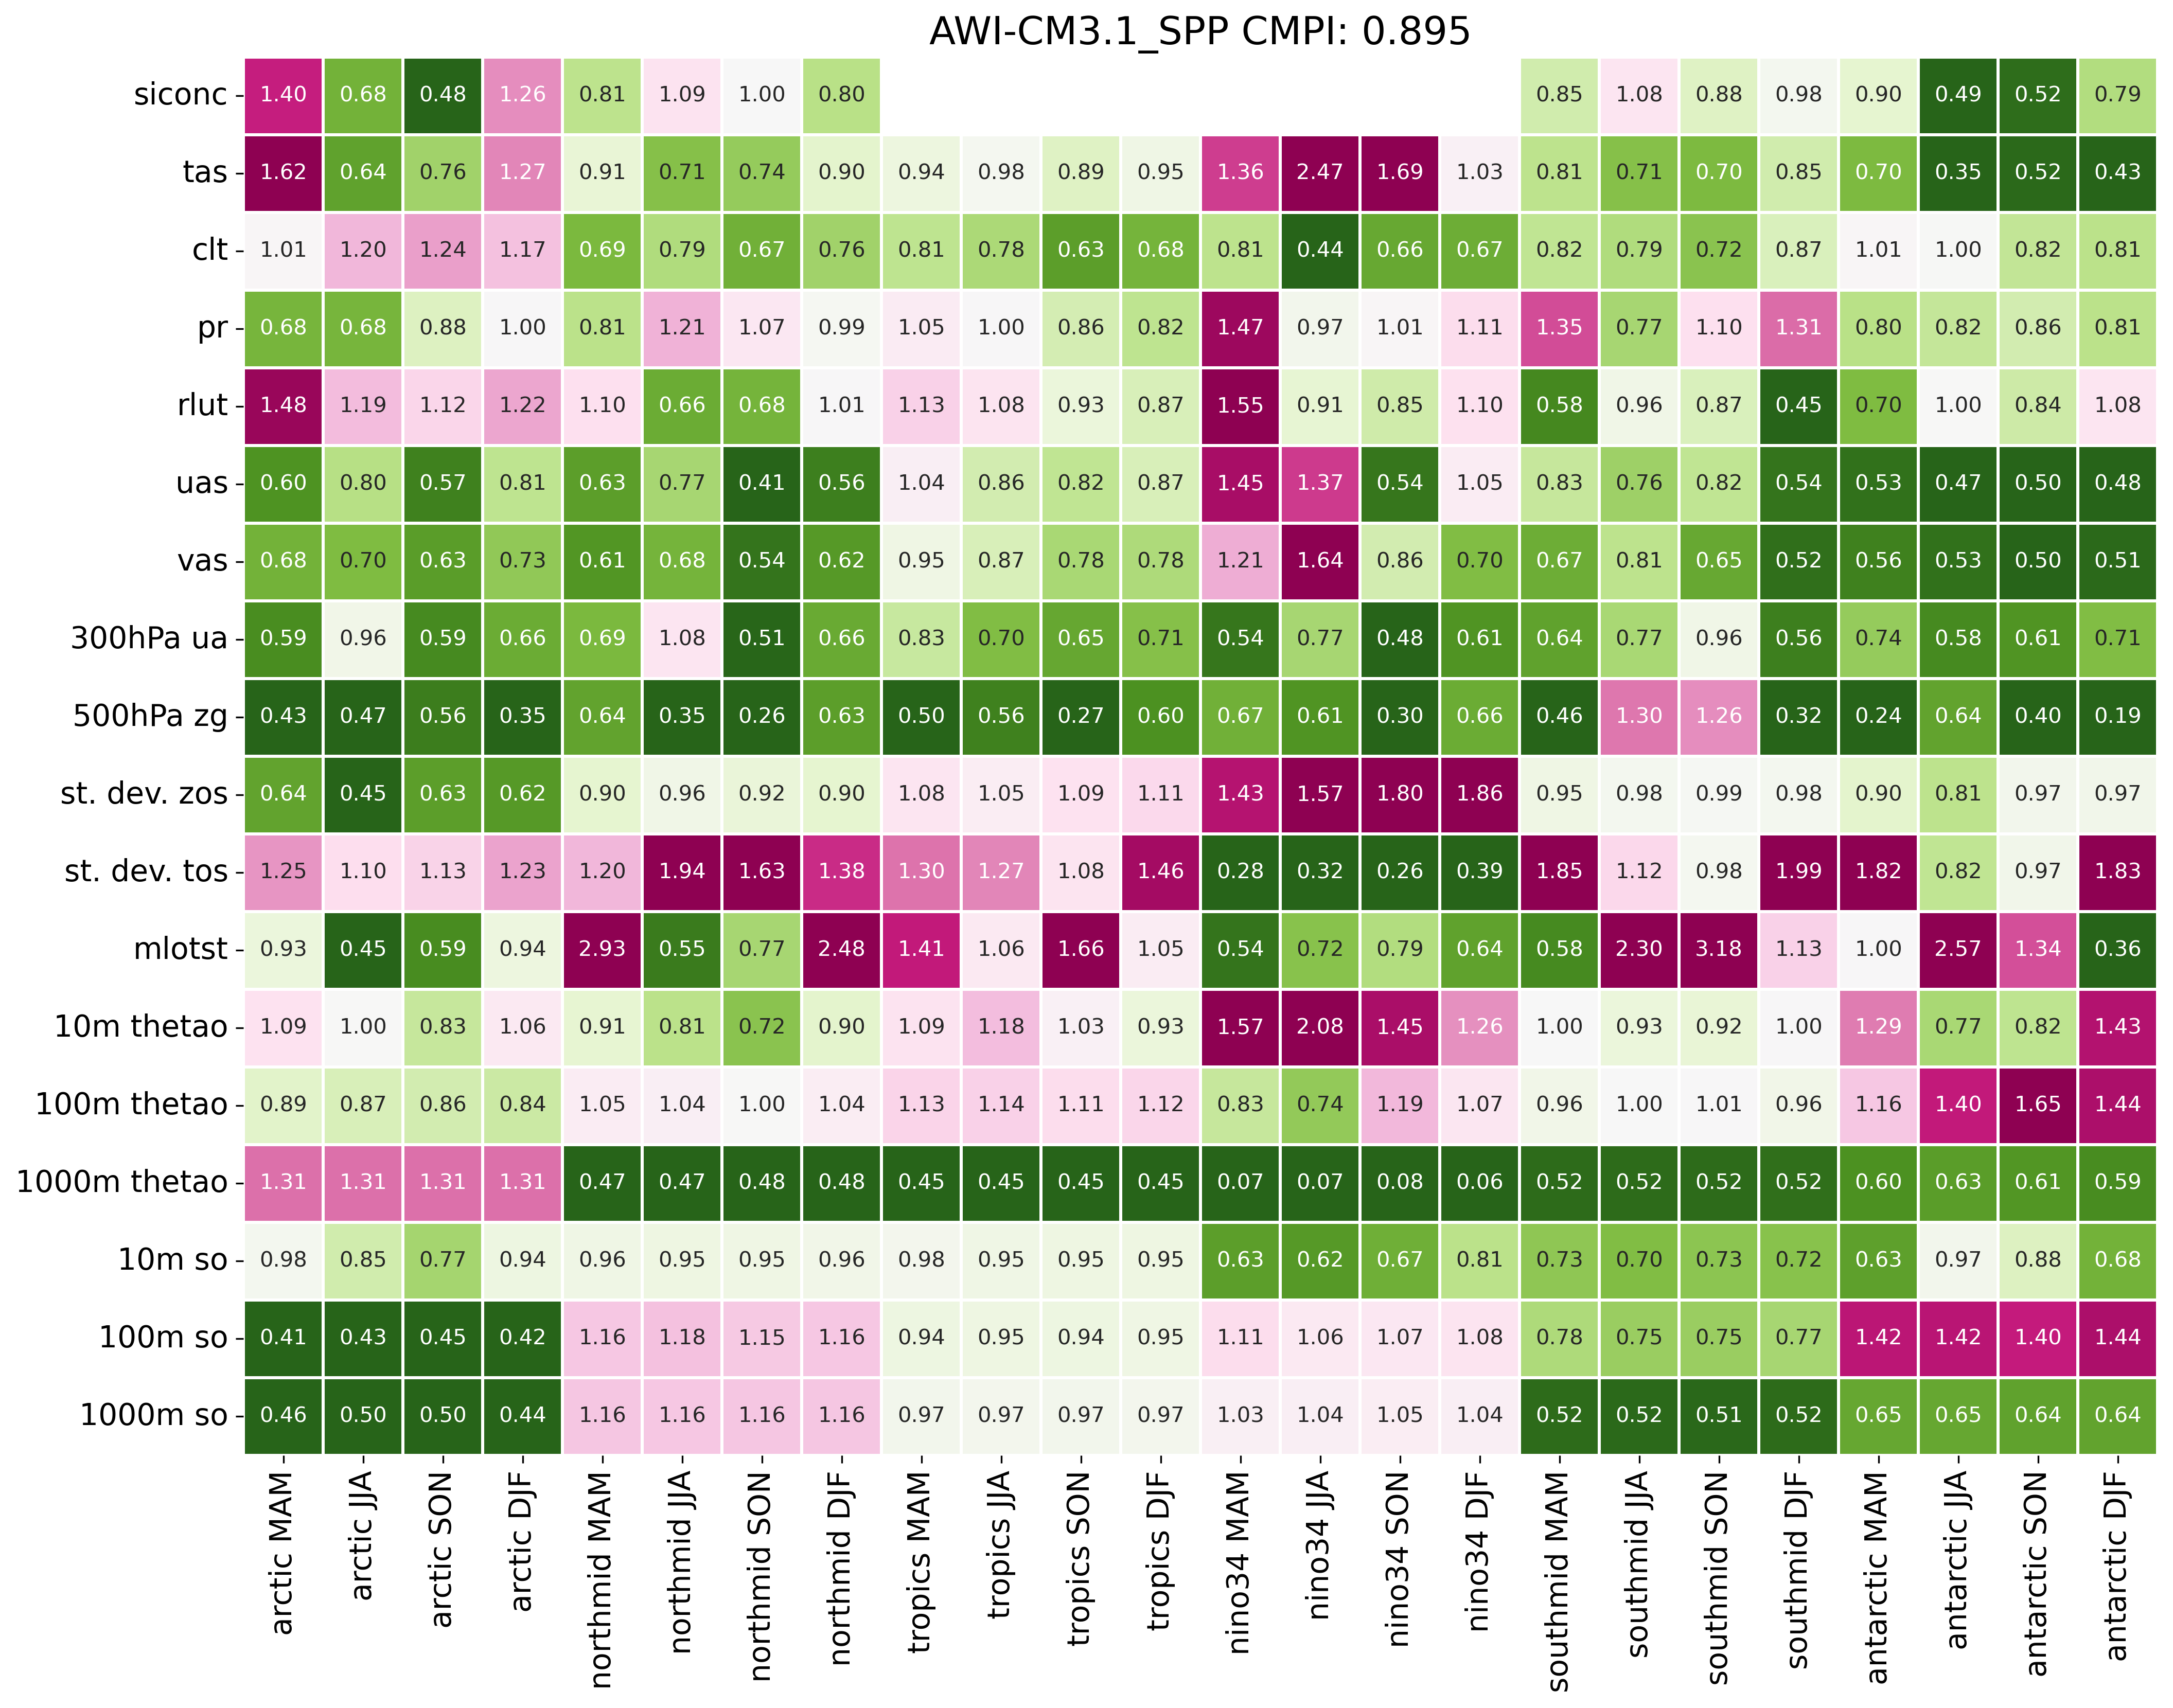 AWI-CM3.1_SPP CMPI: 0.895
siconc 1.40 0.68 0.48 1.26 0.81 1.09 1.00 0.80 0.85 1.08 0.88 0.98 0.90 0.49 0.52 0.79
tas 1.62 0.64 0.76 1.27 0.91 0.71 0.74 0.90 0.94 0.98 0.89 0.95 1.36 2.47 1.69 1.03 0.81 0.71 0.70 0.85 0.70 0.35 0.52 0.43
clt 1.01 1.20 1.24 1.17 0.69 0.79 0.67 0.76 0.81 0.78 0.63 0.68 0.81 0.44 0.66 0.67 0.82 0.79 0.72 0.87 1.01 1.00 0.82 0.81
pr 0.68 0.68 0.88 1.00 0.81 1.21 1.07 0.99 1.05 1.00 0.86 0.82 1.47 0.97 1.01 1.11 1.35 0.77 1.10 1.31 0.80 0.82 0.86 0.81
rlut 1.48 1.19 1.12 1.22 1.10 0.66 0.68 1.01 1.13 1.08 0.93 0.87 1.55 0.91 0.85 1.10 0.58 0.96 0.87 0.45 0.70 1.00 0.84 1.08
uas 0.60 0.80 0.57 0.81 0.63 0.77 0.41 0.56 1.04 0.86 0.82 0.87 1.45 1.37 0.54 1.05 0.83 0.76 0.82 0.54 0.53 0.47 0.50 0.48
vas 0.68 0.70 0.63 0.73 0.61 0.68 0.54 0.62 0.95 0.87 0.78 0.78 1.21 1.64 0.86 0.70 0.67 0.81 0.65 0.52 0.56 0.53 0.50 0.51
300hPa ua 0.59 0.96 0.59 0.66 0.69 1.08 0.51 0.66 0.83 0.70 0.65 0.71 0.54 0.77 0.48 0.61 0.64 0.77 0.96 0.56 0.74 0.58 0.61 0.71
500hPa zg 0.43 0.47 0.56 0.35 0.64 0.35 0.26 0.63 0.50 0.56 0.27 0.60 0.67 0.61 0.30 0.66 0.46 1.30 1.26 0.32 0.24 0.64 0.40 0.19
st. dev. zos 0.64 0.45 0.63 0.62 0.90 0.96 0.92 0.90 1.08 1.05 1.09 1.11 1.43 1.57 1.80 1.86 0.95 0.98 0.99 0.98 0.90 0.81 0.97 0.97
st. dev. tos 1.25 1.10 1.13 1.23 1.20 1.94 1.63 1.38 1.30 1.27 1.08 1.46 0.28 0.32 0.26 0.39 1.85 1.12 0.98 1.99 1.82 0.82 0.97 1.83
mlotst 0.93 0.45 0.59 0.94 2.93 0.55 0.77 2.48 1.41 1.06 1.66 1.05 0.54 0.72 0.79 0.64 0.58 2.30 3.18 1.13 1.00 2.57 1.34 0.36
10m thetao 1.09 1.00 0.83 1.06 0.91 0.81 0.72 0.90 1.09 1.18 1.03 0.93 1.57 2.08 1.45 1.26 1.00 0.93 0.92 1.00 1.29 0.77 0.82 1.43
100m thetao 0.89 0.87 0.86 0.84 1.05 1.04 1.00 1.04 1.13 1.14 1.11 1.12 0.83 0.74 1.19 1.07 0.96 1.00 1.01 0.96 1.16 1.40 1.65 1.44
1000m thetao 1.31 1.31 1.31 1.31 0.47 0.47 0.48 0.48 0.45 0.45 0.45 0.45 0.07 0.07 0.08 0.06 0.52 0.52 0.52 0.52 0.60 0.63 0.61 0.59
10m so 0.98 0.85 0.77 0.94 0.96 0.95 0.95 0.96 0.98 0.95 0.95 0.95 0.63 0.62 0.67 0.81 0.73 0.70 0.73 0.72 0.63 0.97 0.88 0.68
100m so 0.41 0.43 0.45 0.42 1.16 1.18 1.15 1.16 0.94 0.95 0.94 0.95 1.11 1.06 1.07 1.08 0.78 0.75 0.75 0.77 1.42 1.42 1.40 1.44
1000m so 0.46 0.50 0.50 0.44 1.16 1.16 1.16 1.16 0.97 0.97 0.97 0.97 1.03 1.04 1.05 1.04 0.52 0.52 0.51 0.52 0.65 0.65 0.64 0.64
arctic MAM
arctic JJA
arctic SON
arctic DJF
northmid MAM
northmid JJA
northmid SON
northmid DJF
tropics MAM
tropics JJA
tropics SON
tropics DJF
nino34 MAM
nino34 JJA
nino34 SON
nino34 DJF
southmid MAM
southmid JJA
southmid SON
southmid DJF
antarctic MAM
antarctic JJA
antarctic SON
antarctic DJF